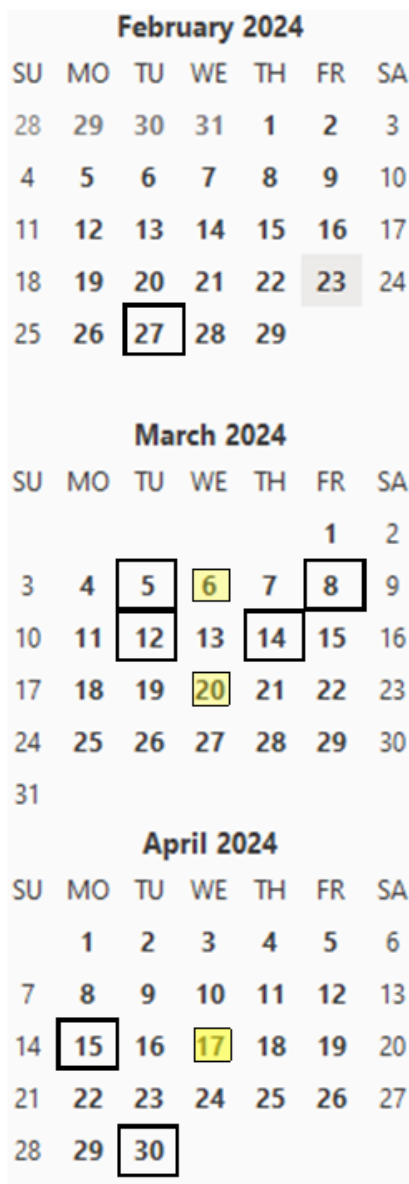 February 2024
SU MO TU WE TH FR SA
28 29 30 31 1 2 3
4 5 6 7 8 9 10
11 12 13 14 15 16 17
18 19 20 21 22 23 24
25 26 27 28 29
March 2024
SU MO TU WE TH FR SA
1 2
3 4 5 6 7 8 9
10 11 12 13 14 15 16
17 18 19 20 21 22 23
24 25 26 27 28 29 30
31
April 2024
SU MO TU WE TH FR SA
1 2 3 4 5 6
7 8 9 10 11 12 13
14 15 16 17 18 19 20
21 22 23 24 25 26 27
28 29 30